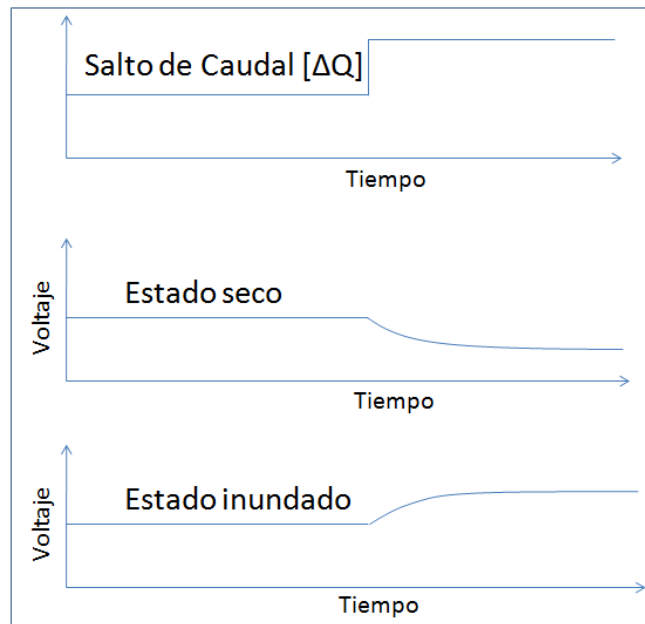 Salto de Caudal [ΔQ]
Tiempo
Voltaje
Estado seco
Tiempo
Voltaje
Estado inundado
Tiempo